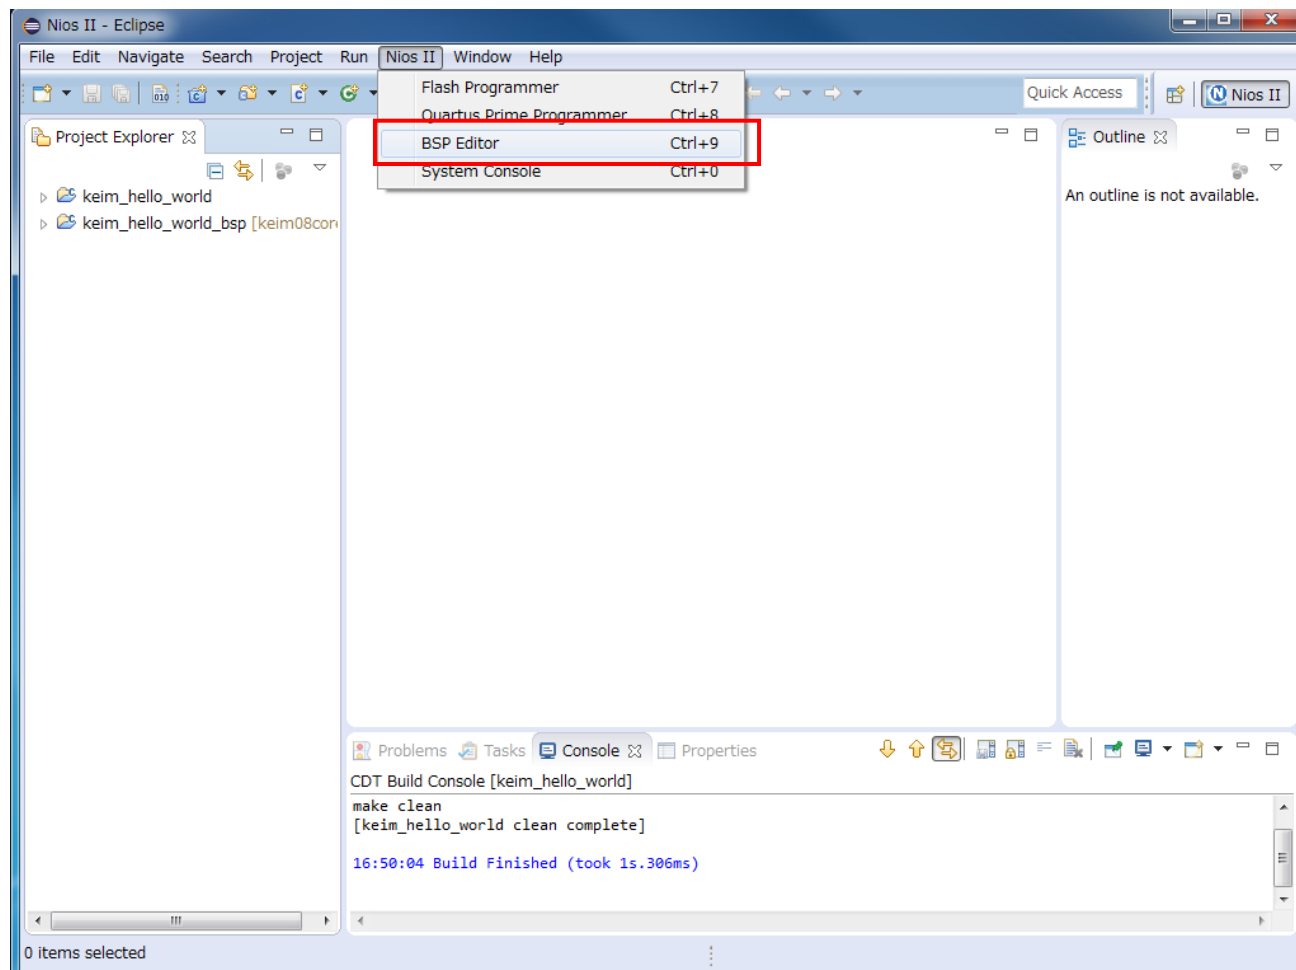 Nios II - Eclipse
File Edit Navigate Search Project Run Nios II Window Help
Flash Programmer Ctrl+7
Quartus Prime Programmer Ctrl+8
BSP Editor Ctrl+9
System Console Ctrl+0
Quick Access
Nios II
Project Explorer
keim_hello_world
keim_hello_world_bsp [keim08core
Outline
An outline is not available.
Problems Tasks Console Properties
CDT Build Console [keim_hello_world]
make clean
[keim_hello_world clean complete]
16:50:04 Build Finished (took 1s.306ms)
0 items selected